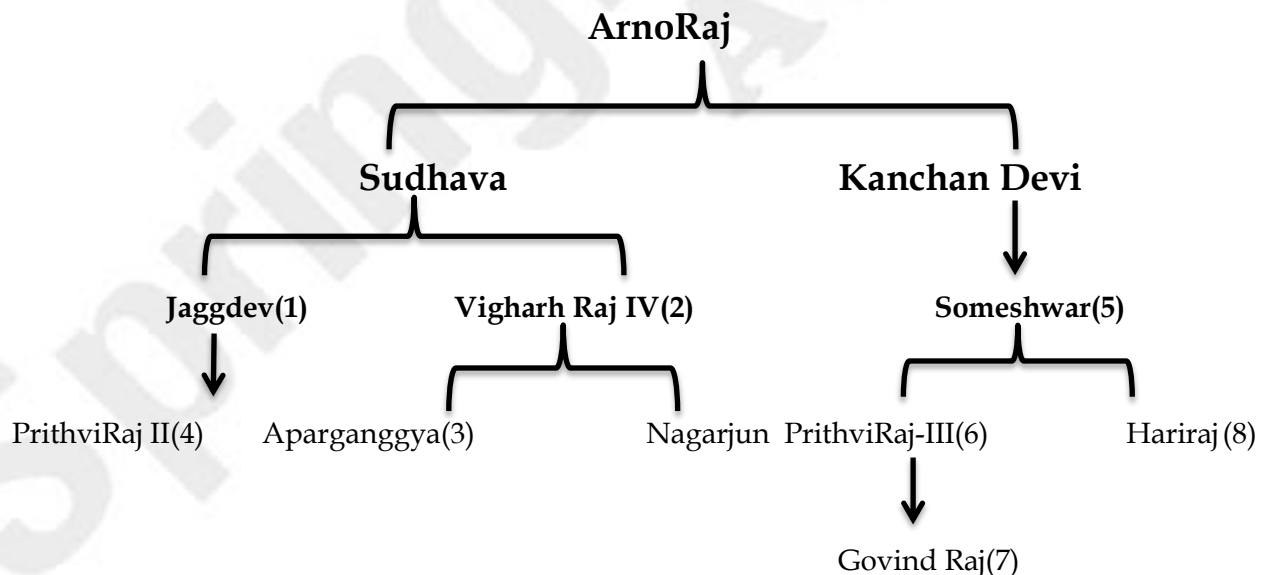 ArnoRaj
Sudhava Kanchan Devi
Jaggdev(1) Vigharh Raj IV(2) Someshwar(5)
PrithviRaj II(4) Aparganggya(3) Nagarjun PrithviRaj-III(6) Hariraj(8)
Govind Raj(7)
Spring